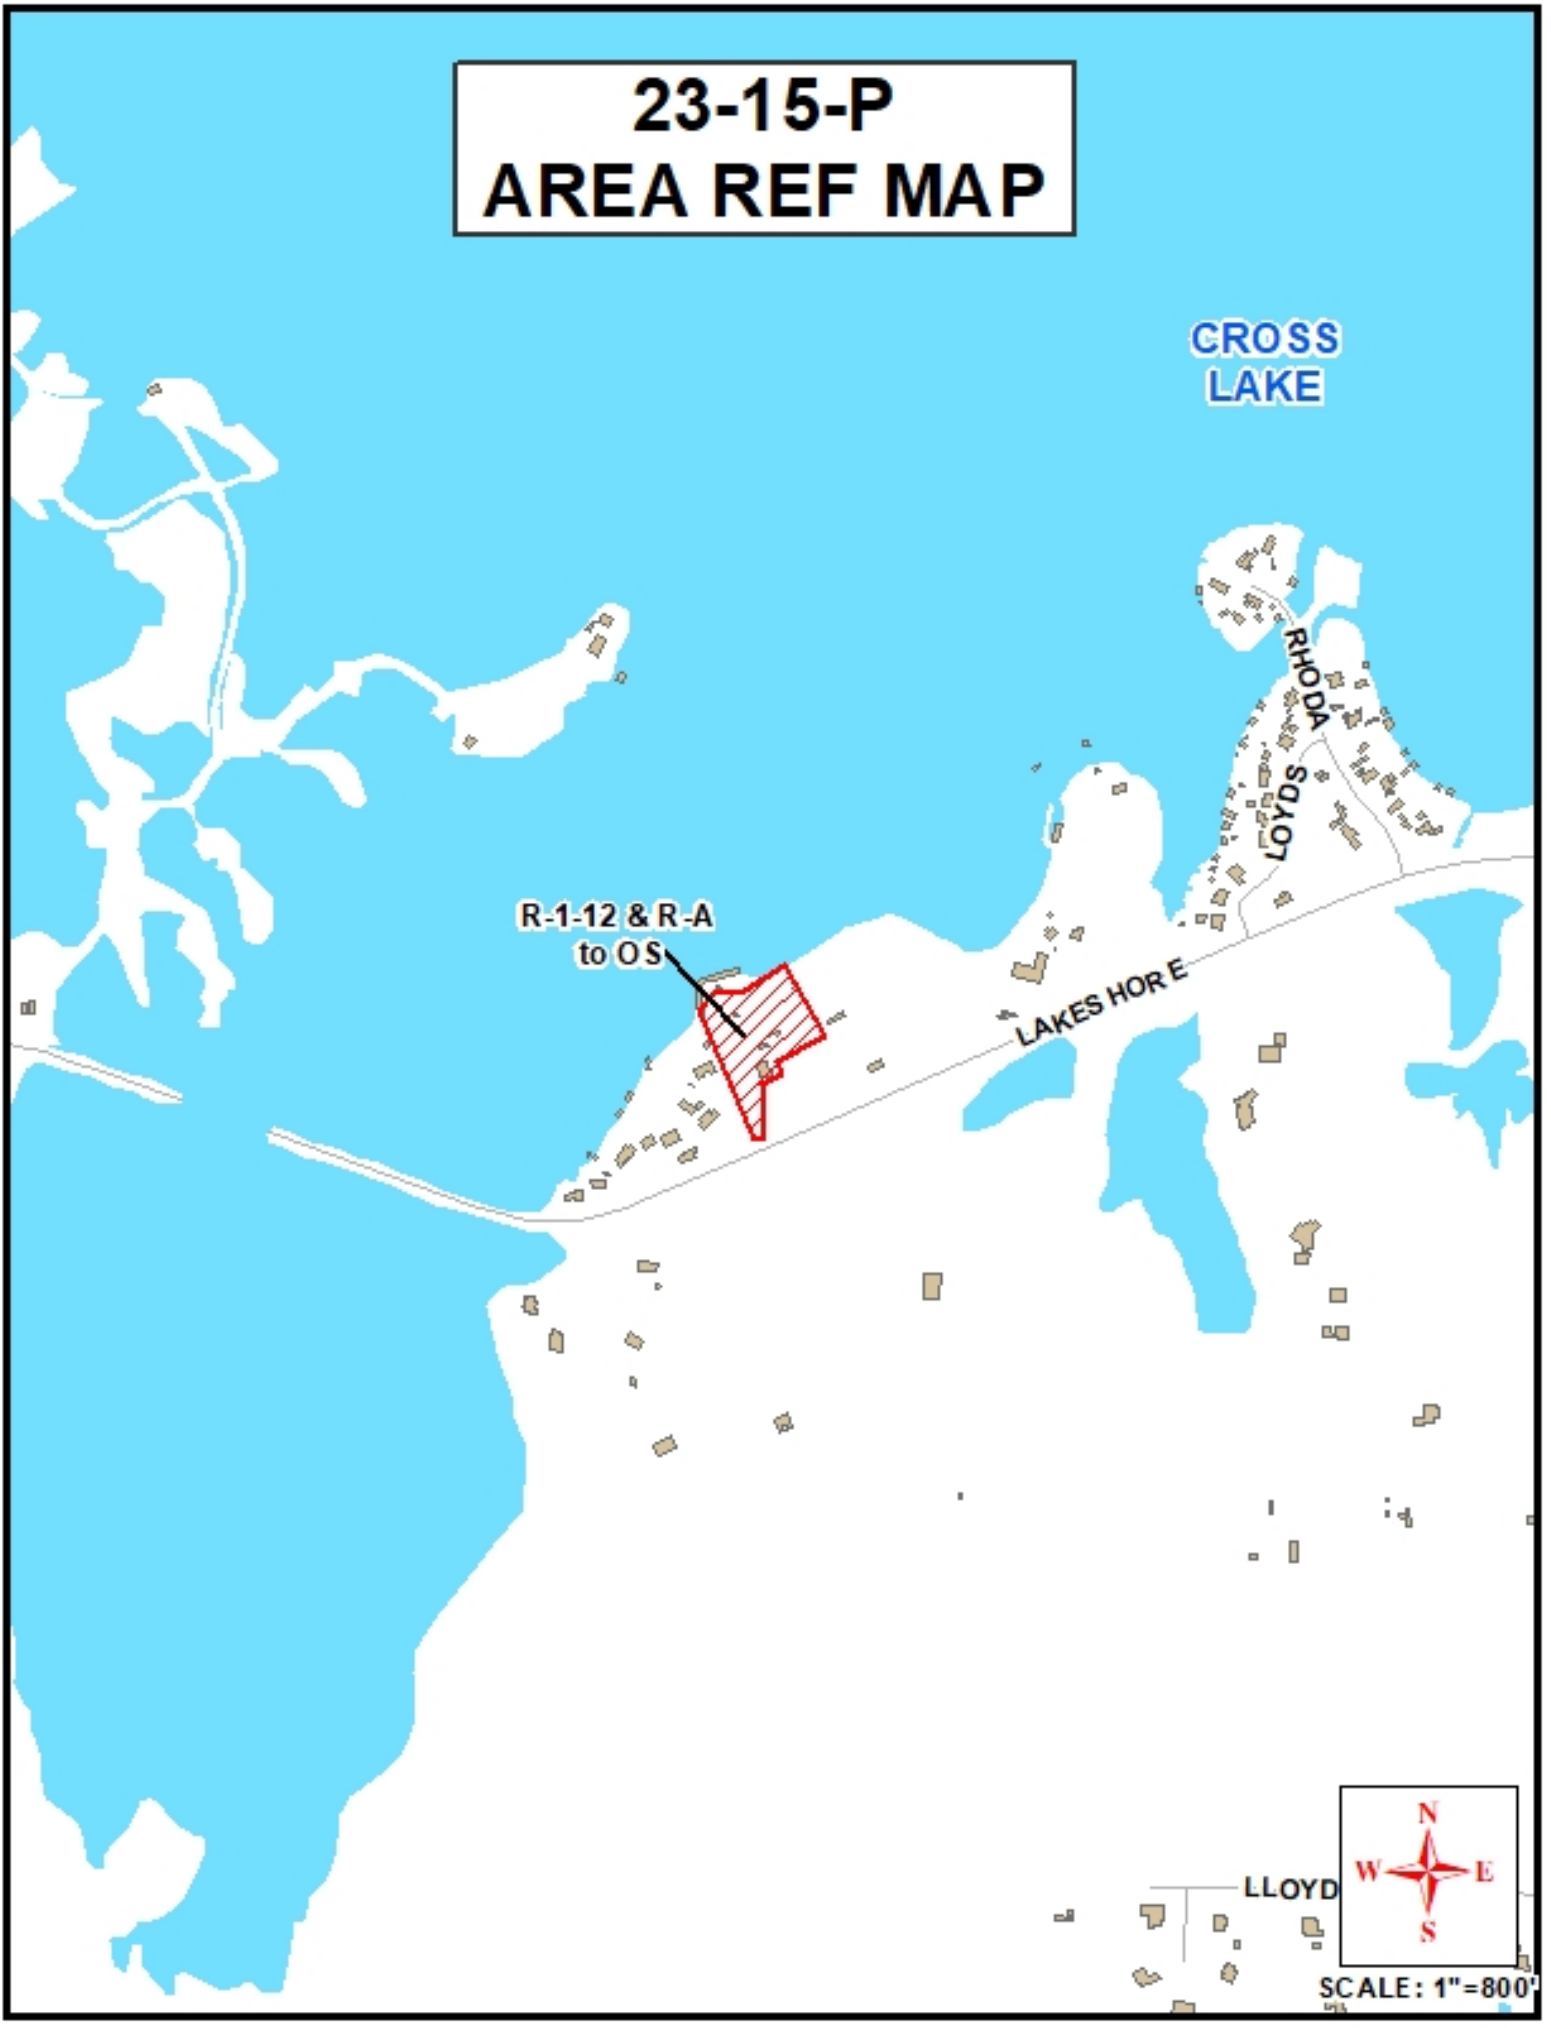 23-15-P
AREA REF MAP
CROSS
LAKE
RHODA
LOYDS
R-1-12 & R-A
to OS
LAKESHORE
N
W E
S
LLOYD
SCALE: 1"=800'